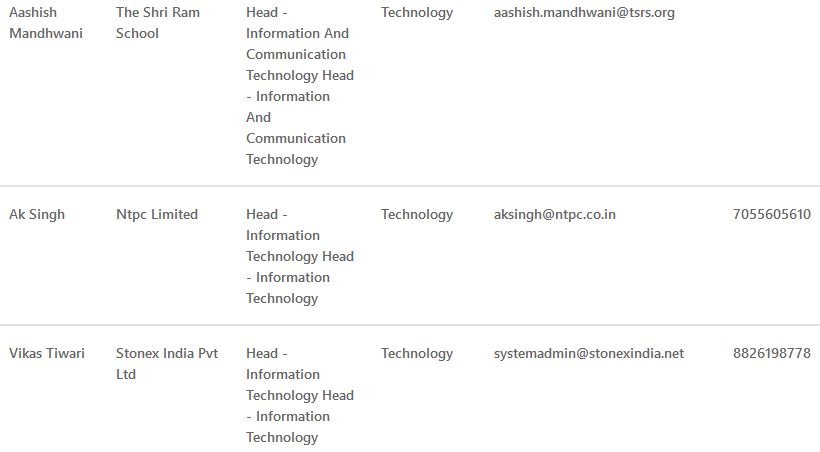 Aashish
Mandhwani
The Shri Ram
School
Head -
Information And
Communication
Technology Head
- Information
And
Communication
Technology
Technology
aashish.mandhwani@tsrs.org
Ak Singh
Ntpc Limited
Head -
Information
Technology Head
- Information
Technology
Technology
aksingh@ntpc.co.in
7055605610
Vikas Tiwari
Stonex India Pvt
Ltd
Head -
Information
Technology Head
- Information
Technology
Technology
systemadmin@stonexindia.net
8826198778